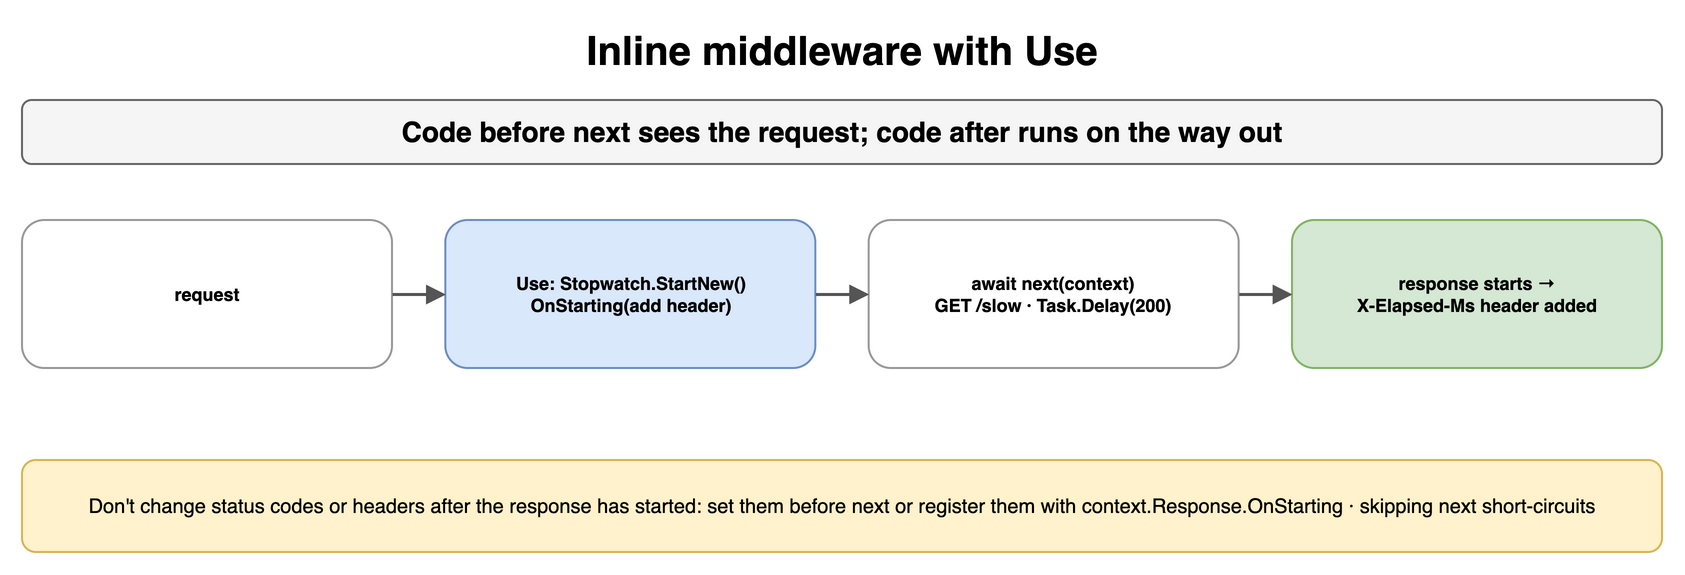 Inline middleware with Use
Code before next sees the request; code after runs on the way out
request
Use: Stopwatch.StartNew()
OnStarting(add header)
await next(context)
GET /slow · Task.Delay(200)
response starts →
X-Elapsed-Ms header added
Don't change status codes or headers after the response has started: set them before next or register them with context.Response.OnStarting · skipping next short-circuits